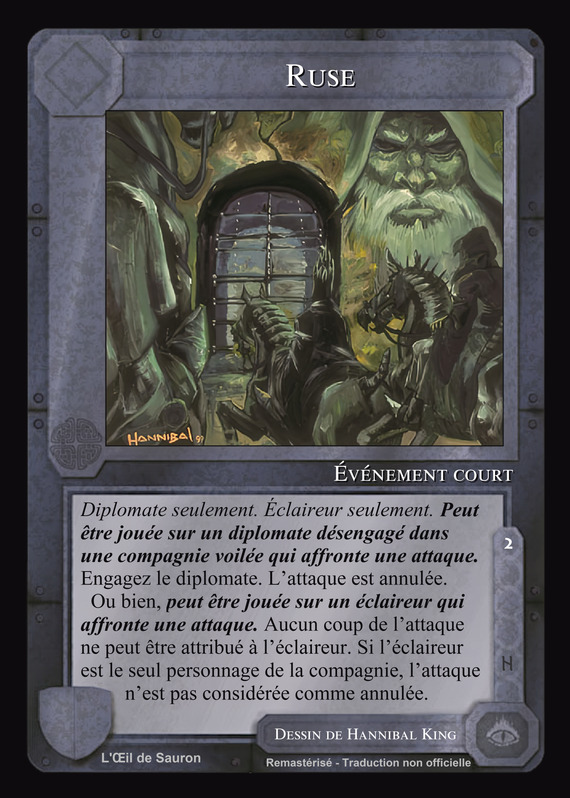 Ruse
HANNIBAL 97
Événement court
Diplomate seulement. Éclaireur seulement. Peut
être jouée sur un diplomate désengagé dans
une compagnie voilée qui affronte une attaque.
Engagez le diplomate. L'attaque est annulée.
Ou bien, peut être jouée sur un éclaireur qui
affronte une attaque. Aucun coup de l'attaque
ne peut être attribué à l'éclaireur. Si l'éclaireur
est le seul personnage de la compagnie, l'attaque
n'est pas considérée comme annulée.
2
Dessin de Hannibal King
L'Œil de Sauron
Remastérisé - Traduction non officielle